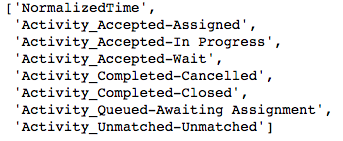 ['NormalizedTime',
 'Activity_Accepted-Assigned',
 'Activity_Accepted-In Progress',
 'Activity_Accepted-Wait',
 'Activity_Completed-Cancelled',
 'Activity_Completed-Closed',
 'Activity_Queued-Awaiting Assignment',
 'Activity_Unmatched-Unmatched']